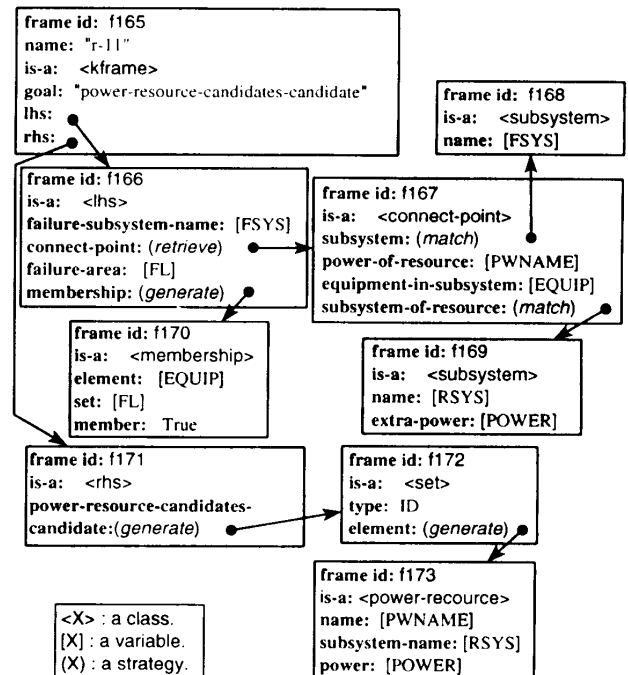 frame id: f165
name: "r-11"
is-a: <kframe>
goal: "power-resource-candidates-candidate"
lhs:
rhs:
frame id: f168
is-a: <subsystem>
name: [FSYS]
frame id: f166
is-a: <lhs>
failure-subsystem-name: [FSYS]
connect-point: (retrieve)
failure-area: [FL]
membership: (generate)
frame id: f167
is-a: <connect-point>
subsystem: (match)
power-of-resource: [PWNAME]
equipment-in-subsystem: [EQUIP]
subsystem-of-resource: (match)
frame id: f170
is-a: <membership>
element: [EQUIP]
set: [FL]
member: True
frame id: f169
is-a: <subsystem>
name: [RSYS]
extra-power: [POWER]
frame id: f171
is-a: <rhs>
power-resource-candidates-
candidate:(generate)
frame id: f172
is-a: <set>
type: ID
element: (generate)
frame id: f173
is-a: <power-recource>
name: [PWNAME]
subsystem-name: [RSYS]
power: [POWER]
<X> : a class.
[X] : a variable.
(X) : a strategy.